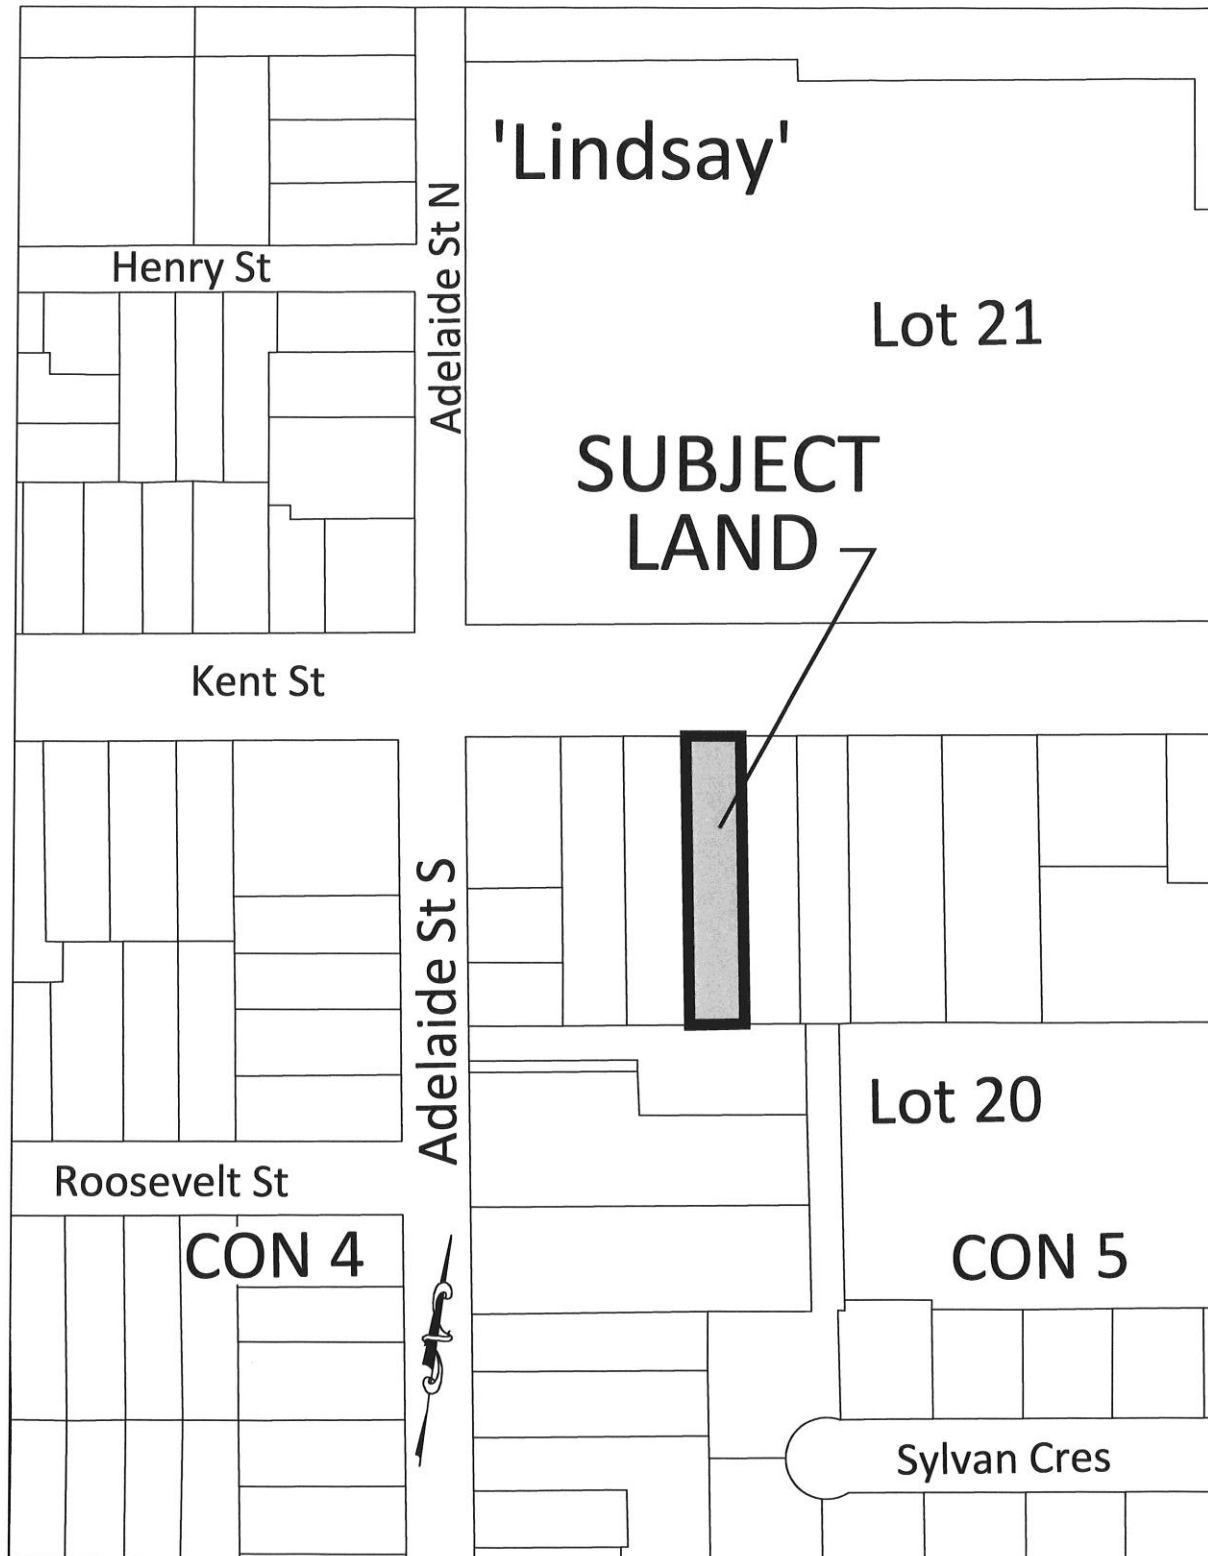 'Lindsay'
Adelaide St N
Henry St
Lot 21
SUBJECT
LAND
Kent St
Adelaide St S
Lot 20
Roosevelt St
CON 4
CON 5
Sylvan Cres